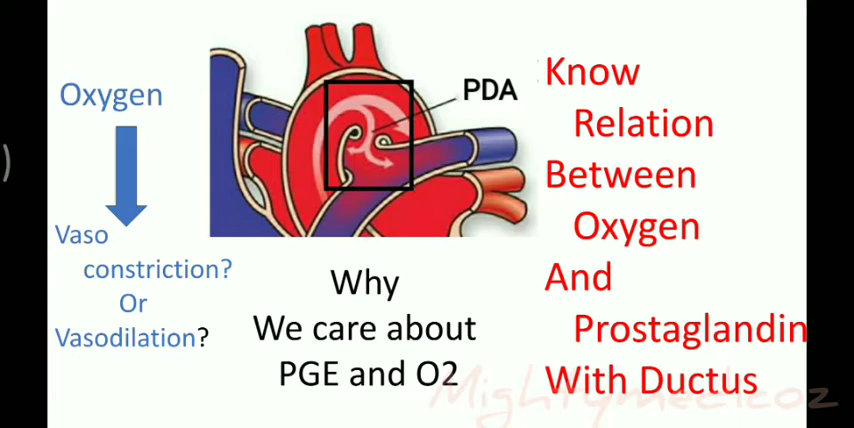 Oxygen
Vaso
constriction?
Or
Vasodilation?
PDA
Why
We care about
PGE and O2
Know
Relation
Between
Oxygen
And
Prostaglandin
With Ductus
Mightymedcoz